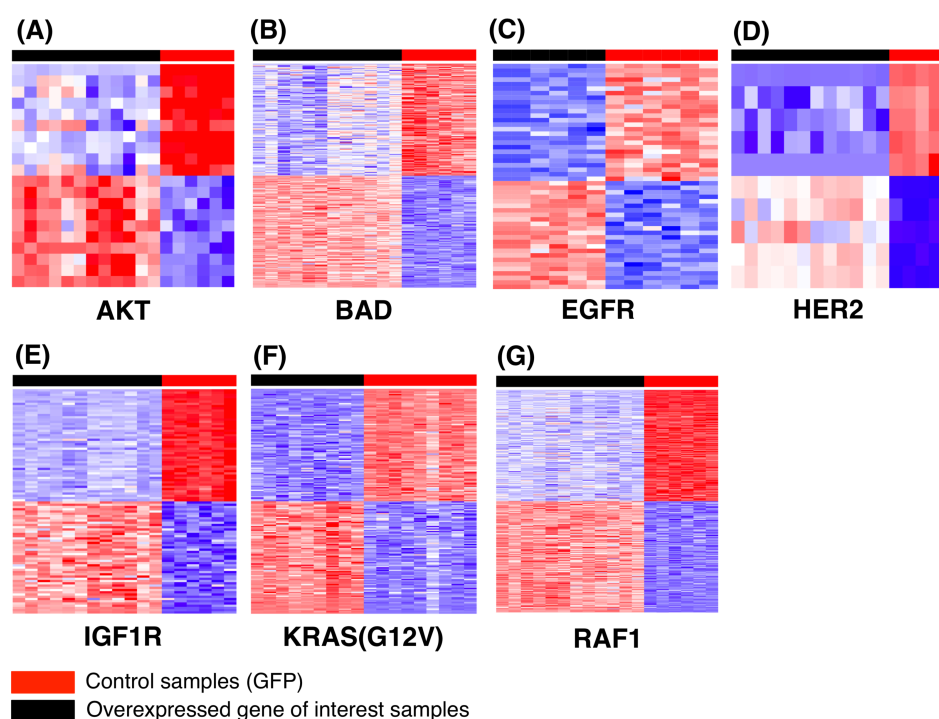 (A)
(B)
(C)
(D)
AKT
BAD
EGFR
HER2
(E)
(F)
(G)
IGF1R
KRAS(G12V)
RAF1
Control samples (GFP)
Overexpressed gene of interest samples